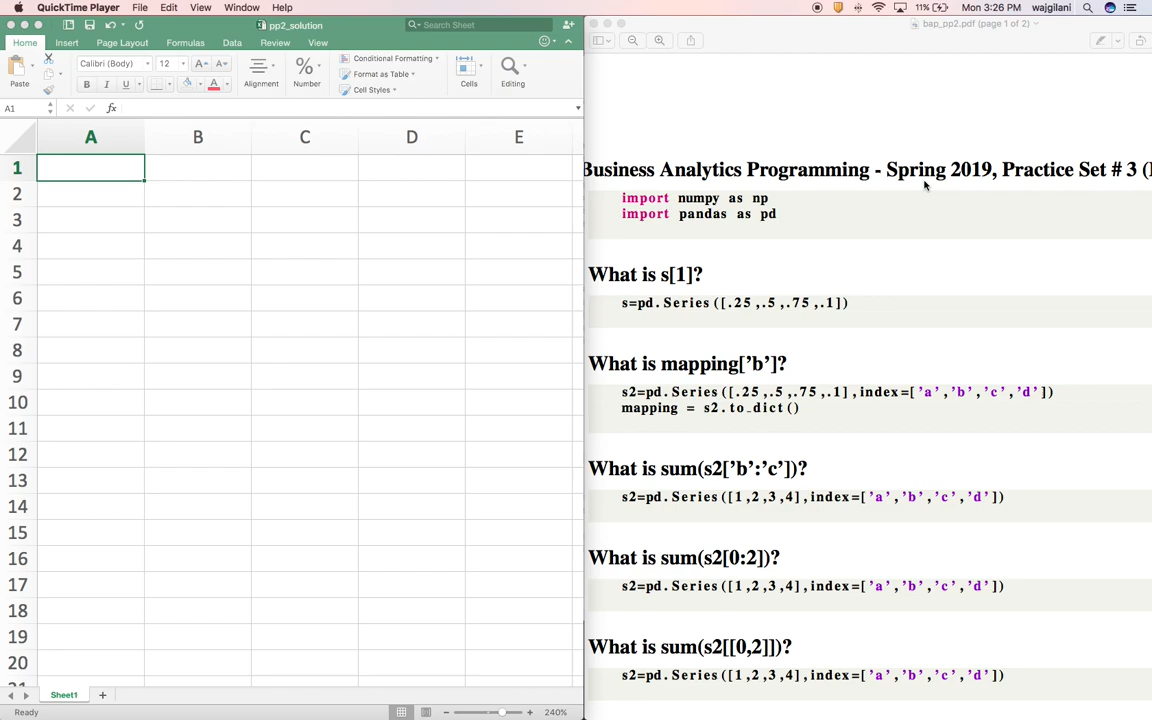 QuickTime Player File Edit View Window Help 11% Mon 3:26 PM wajgilani
pp2_solution Search Sheet
Home Insert Page Layout Formulas Data Review View
Paste Calibri (Body) 12 A A B I U A Alignment % Number Conditional Formatting Format as Table Cell Styles Cells Editing
A1 fx
A B C D E
1
2
3
4
5
6
7
8
9
10
11
12
13
14
15
16
17
18
19
20
Sheet1 +
Ready 240%
bap_pp2.pdf (page 1 of 2)
Business Analytics Programming - Spring 2019, Practice Set # 3 (
import numpy as np
import pandas as pd
What is s[1]?
s=pd.Series([.25,.5,.75,.1])
What is mapping['b']?
s2=pd.Series([.25,.5,.75,.1],index=['a','b','c','d'])
mapping = s2.to_dict()
What is sum(s2['b':'c'])?
s2=pd.Series([1,2,3,4],index=['a','b','c','d'])
What is sum(s2[0:2])?
s2=pd.Series([1,2,3,4],index=['a','b','c','d'])
What is sum(s2[[0,2]])?
s2=pd.Series([1,2,3,4],index=['a','b','c','d'])